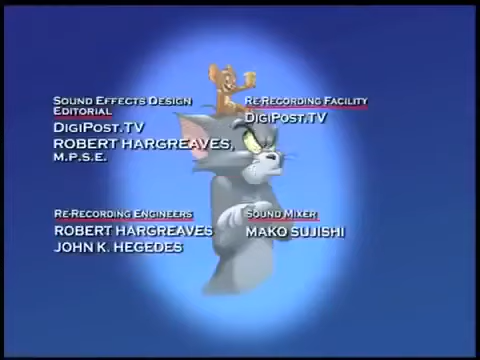 Sound Effects Design
Editorial
DigiPost.TV
Robert Hargreaves,
M.P.S.E.
Re-Recording Facility
DigiPost.TV
Re-Recording Engineers
Robert Hargreaves
John K. Hegedes
Sound Mixer
Mako Sujishi